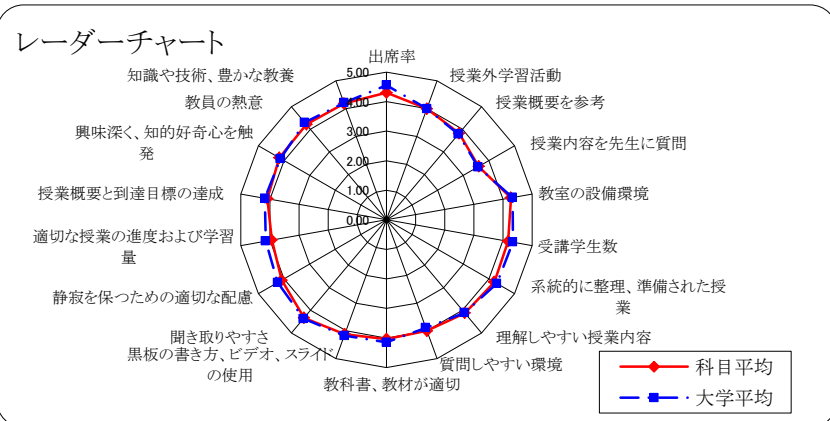 レーダーチャート
出席率
授業外学習活動
授業概要を参考
授業内容を先生に質問
教室の設備環境
受講学生数
系統的に整理、準備された授
業
理解しやすい授業内容
質問しやすい環境
教科書、教材が適切
黒板の書き方、ビデオ、スライド
の使用
聞き取りやすさ
静寂を保つための適切な配慮
適切な授業の進度および学習
量
授業概要と到達目標の達成
興味深く、知的好奇心を触
発
教員の熱意
知識や技術、豊かな教養
5.00
4.00
3.00
2.00
1.00
0.00
科目平均
大学平均